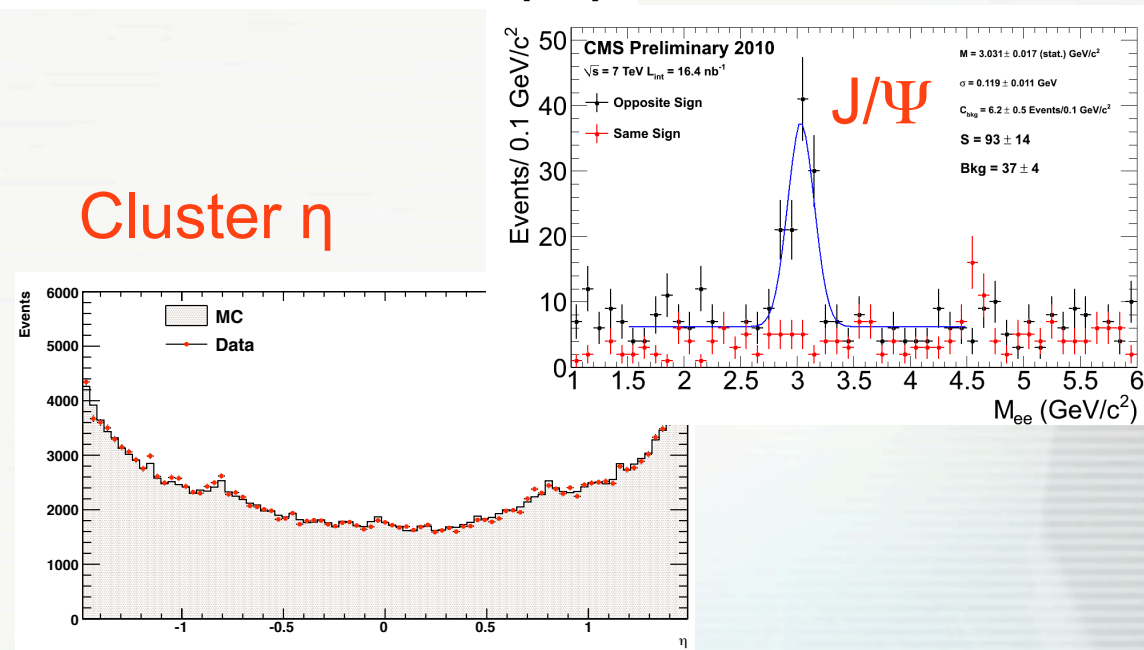 CMS Preliminary 2010
√s = 7 TeV L_int = 16.4 nb⁻¹
Opposite Sign
Same Sign
J/Ψ
M = 3.031 ± 0.017 (stat.) GeV/c²
σ = 0.119 ± 0.011 GeV
C_bkg = 6.2 ± 0.5 Events/0.1 GeV/c²
S = 93 ± 14
Bkg = 37 ± 4
Events/ 0.1 GeV/c²
50
40
30
20
10
0
1 1.5 2 2.5 3 3.5 4 4.5 5 5.5 6
M_ee (GeV/c²)
Cluster η
Events
MC
Data
6000
5000
4000
3000
2000
1000
0
-1 -0.5 0 0.5 1
η